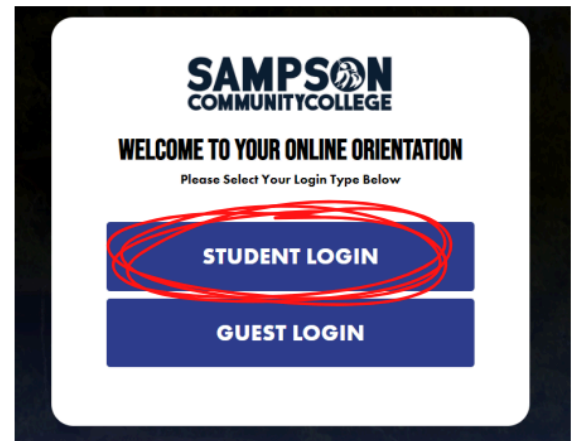 SAMPSON
COMMUNITYCOLLEGE
WELCOME TO YOUR ONLINE ORIENTATION
Please Select Your Login Type Below
STUDENT LOGIN
GUEST LOGIN